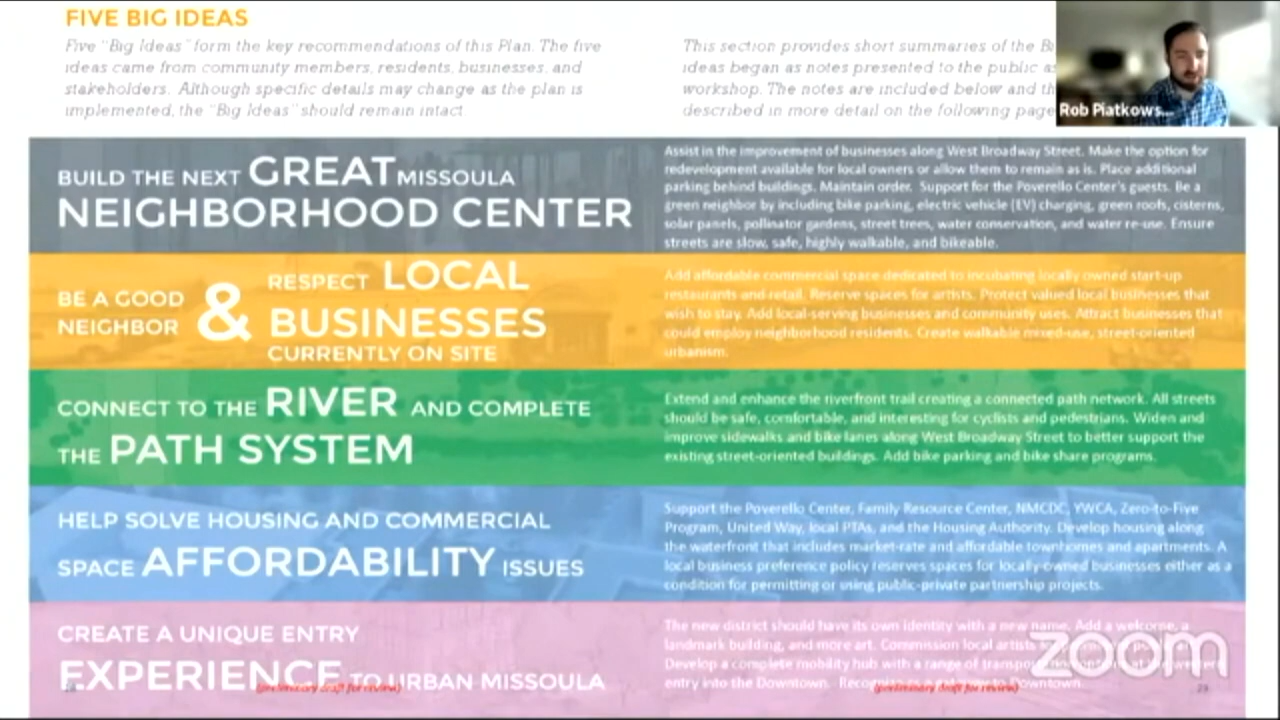 FIVE BIG IDEAS
Five "Big Ideas" form the key recommendations of this Plan. The five
ideas came from community members, residents, businesses, and
stakeholders. Although specific details may change as the plan is
implemented, the "Big Ideas" should remain intact
This section provides short summaries of the
ideas began as notes presented to the public
workshop. The notes are included below and
described in more detail on the following
Rob Piatkows...
BUILD THE NEXT GREAT MISSOULA
NEIGHBORHOOD CENTER
Assist in the improvement of businesses along West Broadway Street. Make the option for
redevelopment available for local owners or allow them to remain as is. Place additional
parking behind buildings. Maintain order. Support for the Poverello Center's guests. Be a
green neighbor by including bike parking, electric vehicle (EV) charging, green roofs, cisterns,
solar panels, pollinator gardens, street trees, water conservation, and water re-use. Ensure
streets are slow, safe, highly walkable, and bikeable.
BE A GOOD
NEIGHBOR
&
RESPECT LOCAL
BUSINESSES
CURRENTLY ON SITE
Add affordable commercial space dedicated to incubating locally owned start-up
restaurants and retail. Reserve spaces for artists. Protect valued local businesses that
wish to stay. Add local-serving businesses and community uses. Attract businesses that
could employ neighborhood residents. Create walkable mixed-use, street-oriented
urbanism.
CONNECT TO THE RIVER AND COMPLETE
THE PATH SYSTEM
Extend and enhance the riverfront trail creating a connected path network. All streets
should be safe, comfortable, and interesting for cyclists and pedestrians. Widen and
improve sidewalks and bike lanes along West Broadway Street to better support the
existing street-oriented buildings. Add bike parking and bike share programs.
HELP SOLVE HOUSING AND COMMERCIAL
SPACE AFFORDABILITY ISSUES
Support the Poverello Center, Family Resource Center, NMCDC, YWCA, Zero-to-Five
Program, United Way, local PTAs, and the Housing Authority. Develop housing along
the waterfront that includes market-rate and affordable townhomes and apartments. A
local business preference policy reserves spaces for locally-owned businesses either as a
condition for permitting or using public-private partnership projects.
CREATE A UNIQUE ENTRY
EXPERIENCE TO URBAN MISSOULA
The new district should have its own identity with a new name. Add a welcome, a
landmark building, and more art. Commission local artists
Develop a complete mobility hub with a range of
entry into the Downtown. Downtown.
zoom
(preliminary draft for review)
(preliminary draft for review)
29